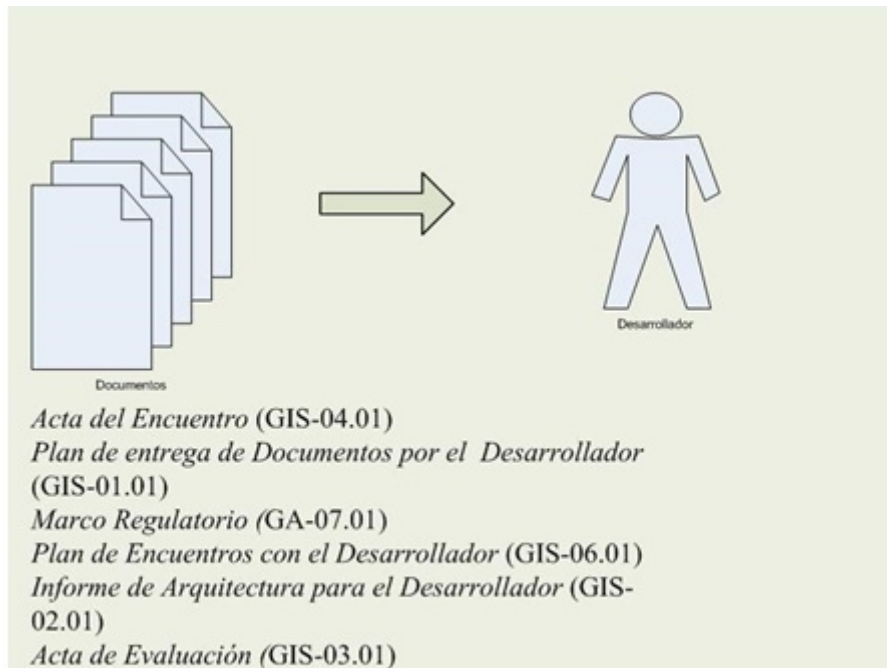 Desarrollador
Documentos
Acta del Encuentro (GIS-04.01)
Plan de entrega de Documentos por el Desarrollador
(GIS-01.01)
Marco Regulatorio (GA-07.01)
Plan de Encuentros con el Desarrollador (GIS-06.01)
Informe de Arquitectura para el Desarrollador (GIS-
02.01)
Acta de Evaluación (GIS-03.01)